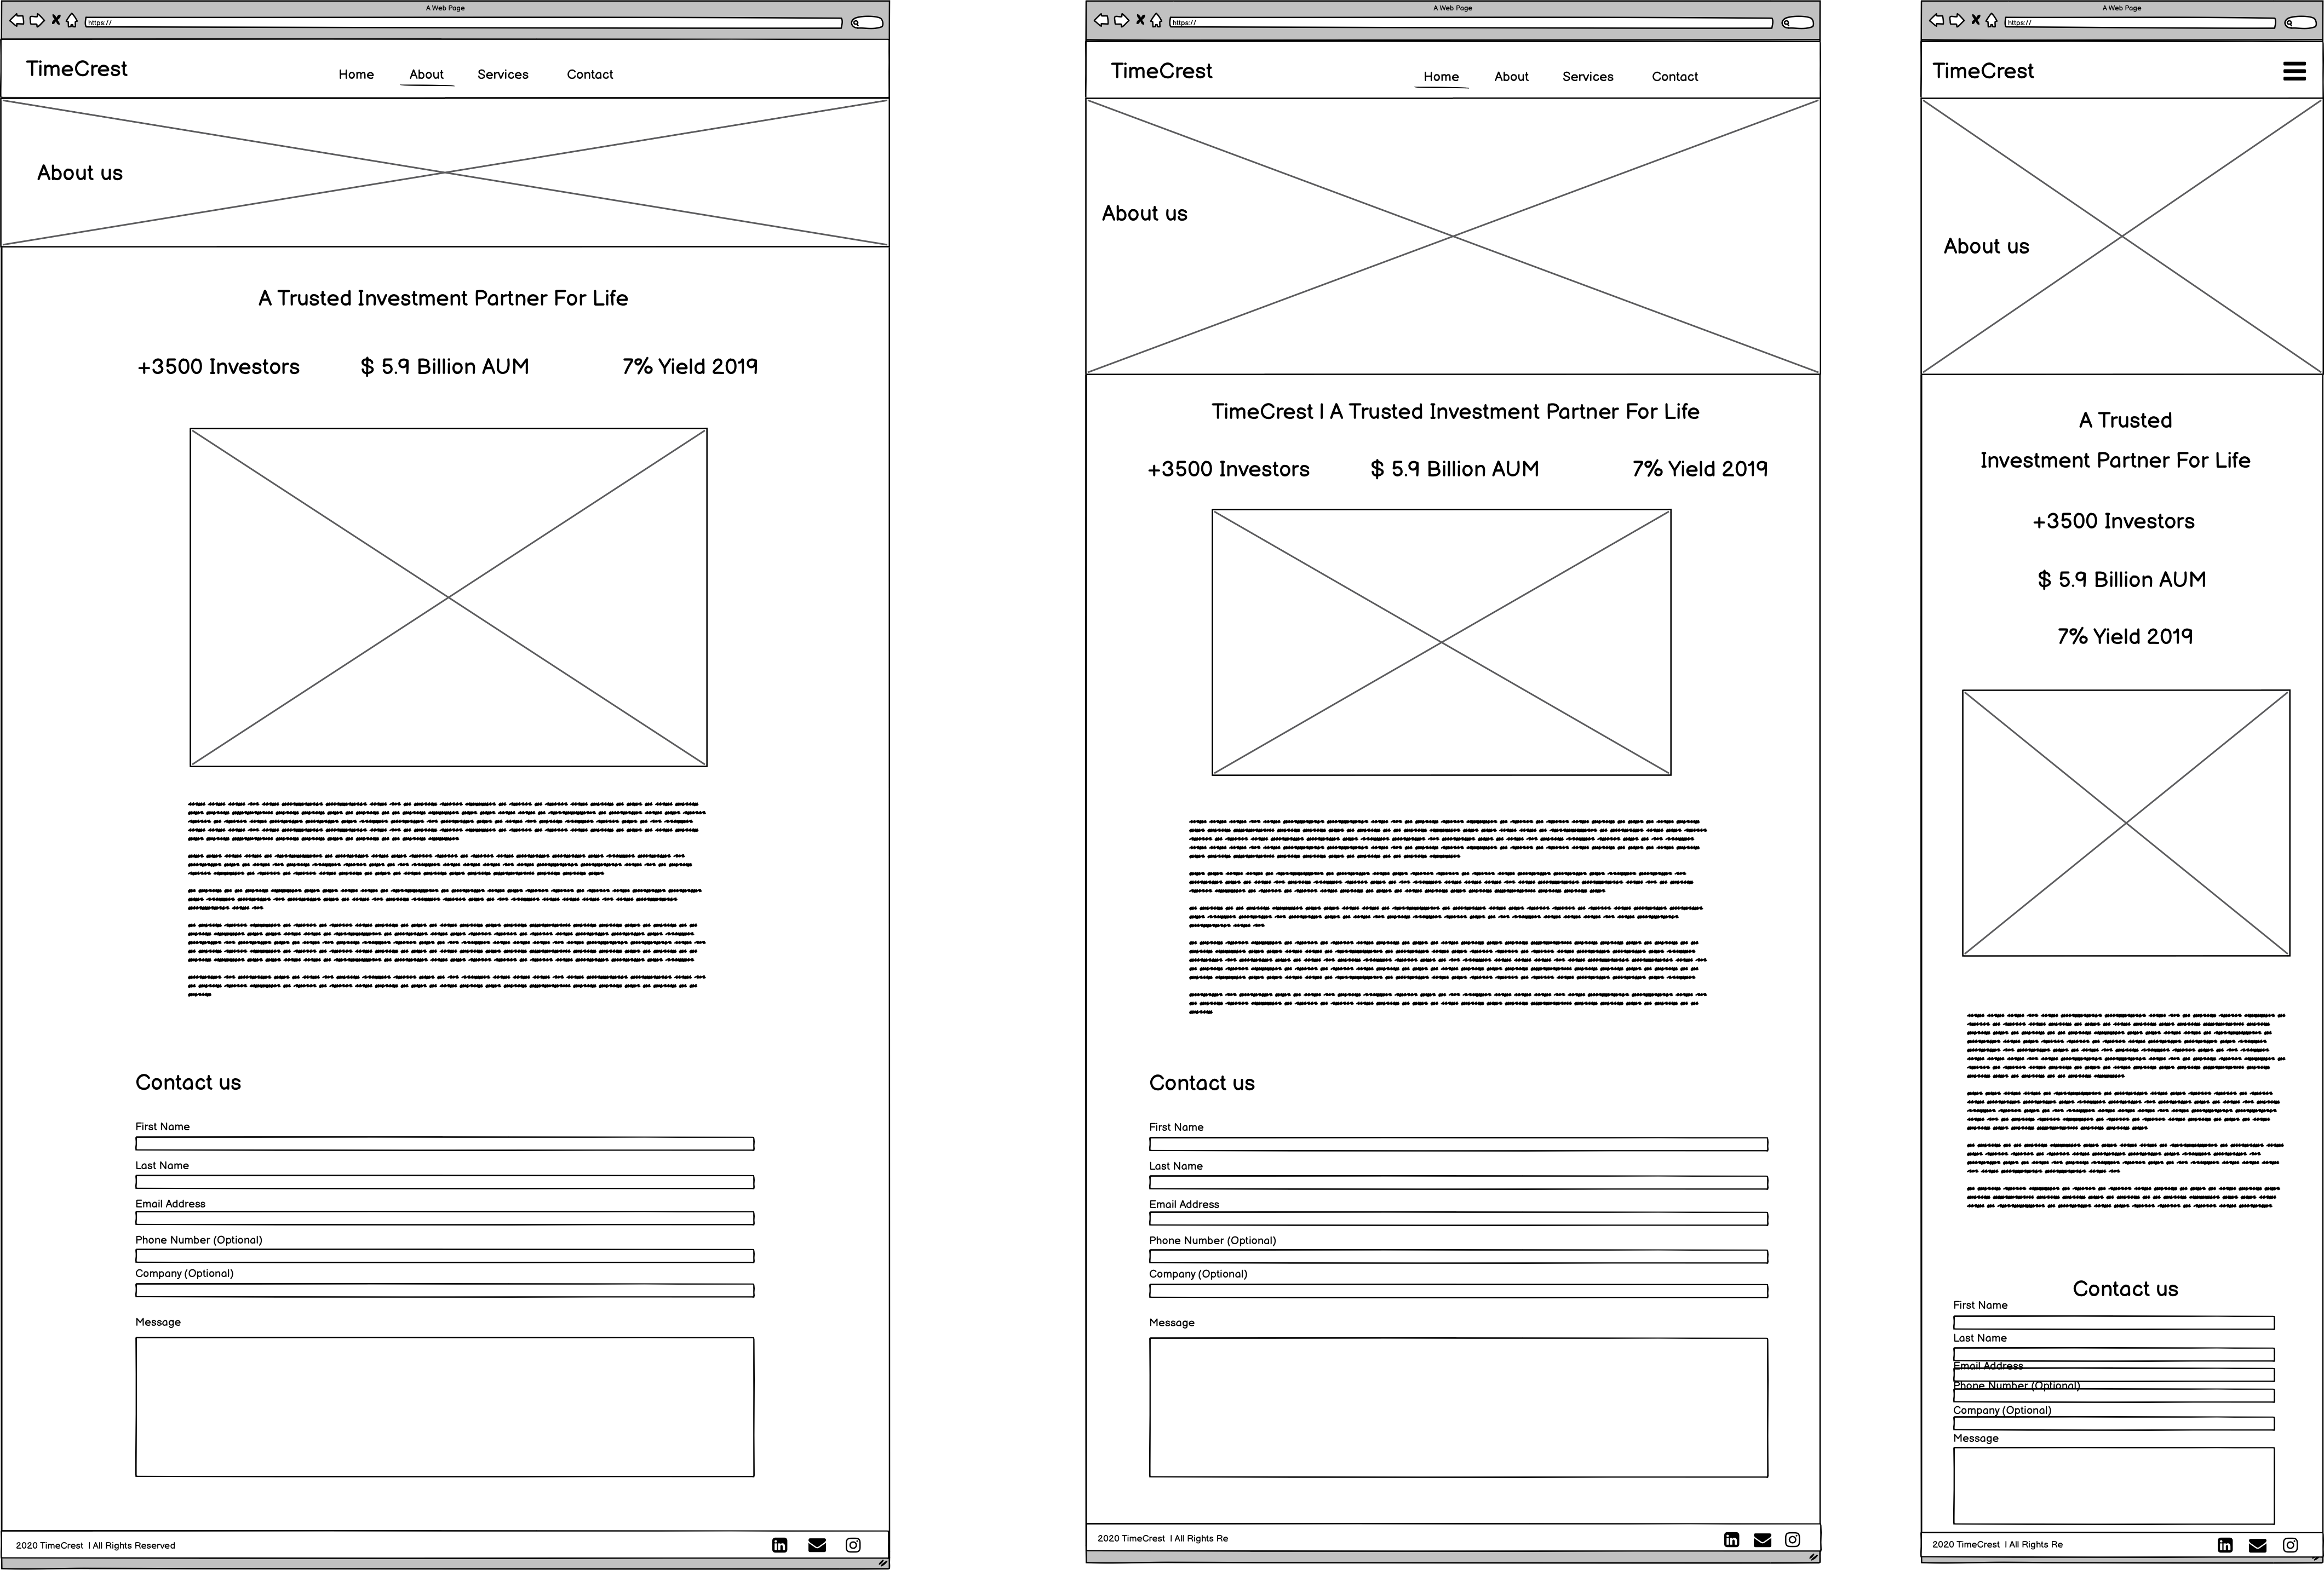 A Web Page
https://
TimeCrest
Home About Services Contact
About us
A Trusted Investment Partner For Life
+3500 Investors $ 5.9 Billion AUM 7% Yield 2019
Contact us
First Name
Last Name
Email Address
Phone Number (Optional)
Company (Optional)
Message
2020 TimeCrest | All Rights Reserved
A Web Page
https://
TimeCrest
Home About Services Contact
About us
TimeCrest | A Trusted Investment Partner For Life
+3500 Investors $ 5.9 Billion AUM 7% Yield 2019
Contact us
First Name
Last Name
Email Address
Phone Number (Optional)
Company (Optional)
Message
2020 TimeCrest | All Rights Re
A Web Page
https://
TimeCrest
About us
A Trusted
Investment Partner For Life
+3500 Investors
$ 5.9 Billion AUM
7% Yield 2019
Contact us
First Name
Last Name
Email Address
Phone Number (Optional)
Company (Optional)
Message
2020 TimeCrest | All Rights Re